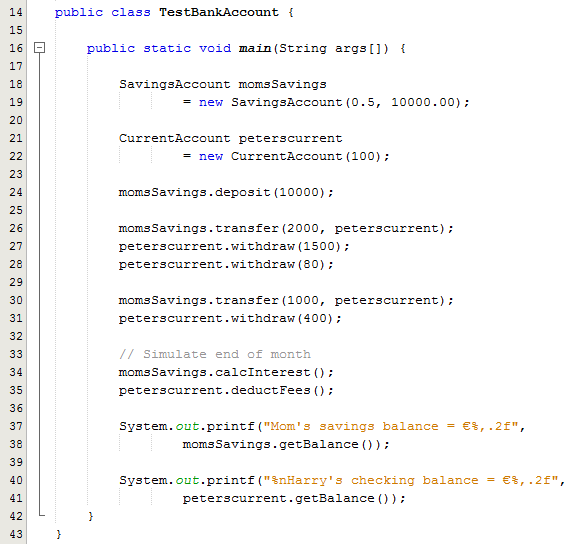 14 public class TestBankAccount {
15
16 public static void main(String args[]) {
17
18 SavingsAccount momsSavings
19 = new SavingsAccount(0.5, 10000.00);
20
21 CurrentAccount peterscurrent
22 = new CurrentAccount(100);
23
24 momsSavings.deposit(10000);
25
26 momsSavings.transfer(2000, peterscurrent);
27 peterscurrent.withdraw(1500);
28 peterscurrent.withdraw(80);
29
30 momsSavings.transfer(1000, peterscurrent);
31 peterscurrent.withdraw(400);
32
33 // Simulate end of month
34 momsSavings.calcInterest();
35 peterscurrent.deductFees();
36
37 System.out.printf("Mom's savings balance = €%,.2f",
38 momsSavings.getBalance());
39
40 System.out.printf("%nHarry's checking balance = €%,.2f",
41 peterscurrent.getBalance());
42 }
43 }